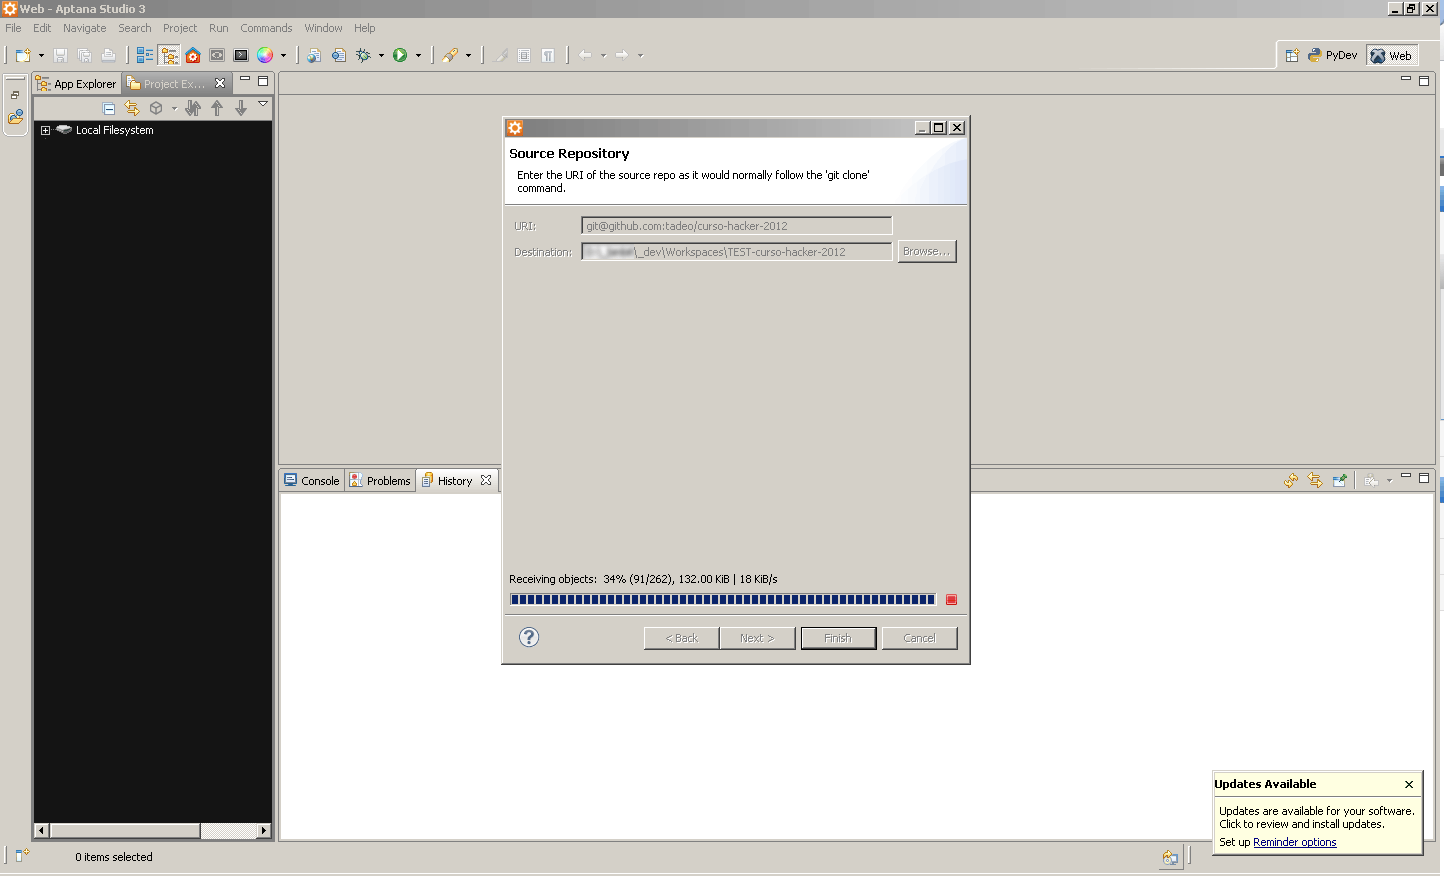 Web - Aptana Studio 3
File Edit Navigate Search Project Run Commands Window Help
PyDev Web
App Explorer Project Ex...
Local Filesystem
Source Repository
Enter the URI of the source repo as it would normally follow the 'git clone'
command.
URI: git@github.com:tadeo/curso-hacker-2012
Destination: \_dev\Workspaces\TEST-curso-hacker-2012 Browse...
Console Problems History
Receiving objects: 34% (91/262), 132.00 KiB | 18 KiB/s
< Back Next > Finish Cancel
Updates Available
Updates are available for your software.
Click to review and install updates.
Set up Reminder options
0 items selected